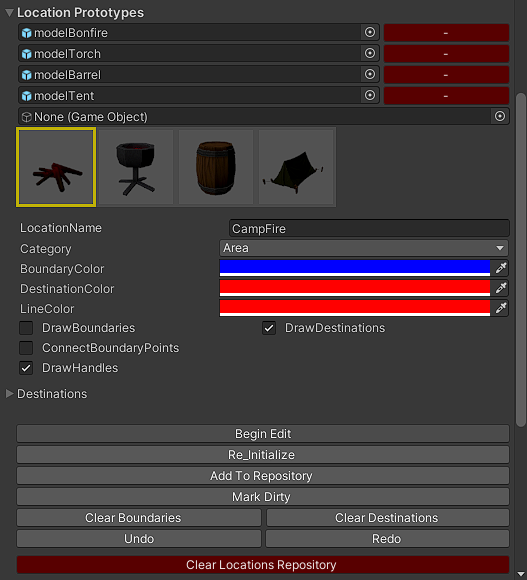 Location Prototypes
modelBonfire -
modelTorch -
modelBarrel -
modelTent -
None (Game Object)
LocationName CampFire
Category Area
BoundaryColor
DestinationColor
LineColor
DrawBoundaries DrawDestinations
ConnectBoundaryPoints
DrawHandles
Destinations
Begin Edit
Re_Initialize
Add To Repository
Mark Dirty
Clear Boundaries Clear Destinations
Undo Redo
Clear Locations Repository